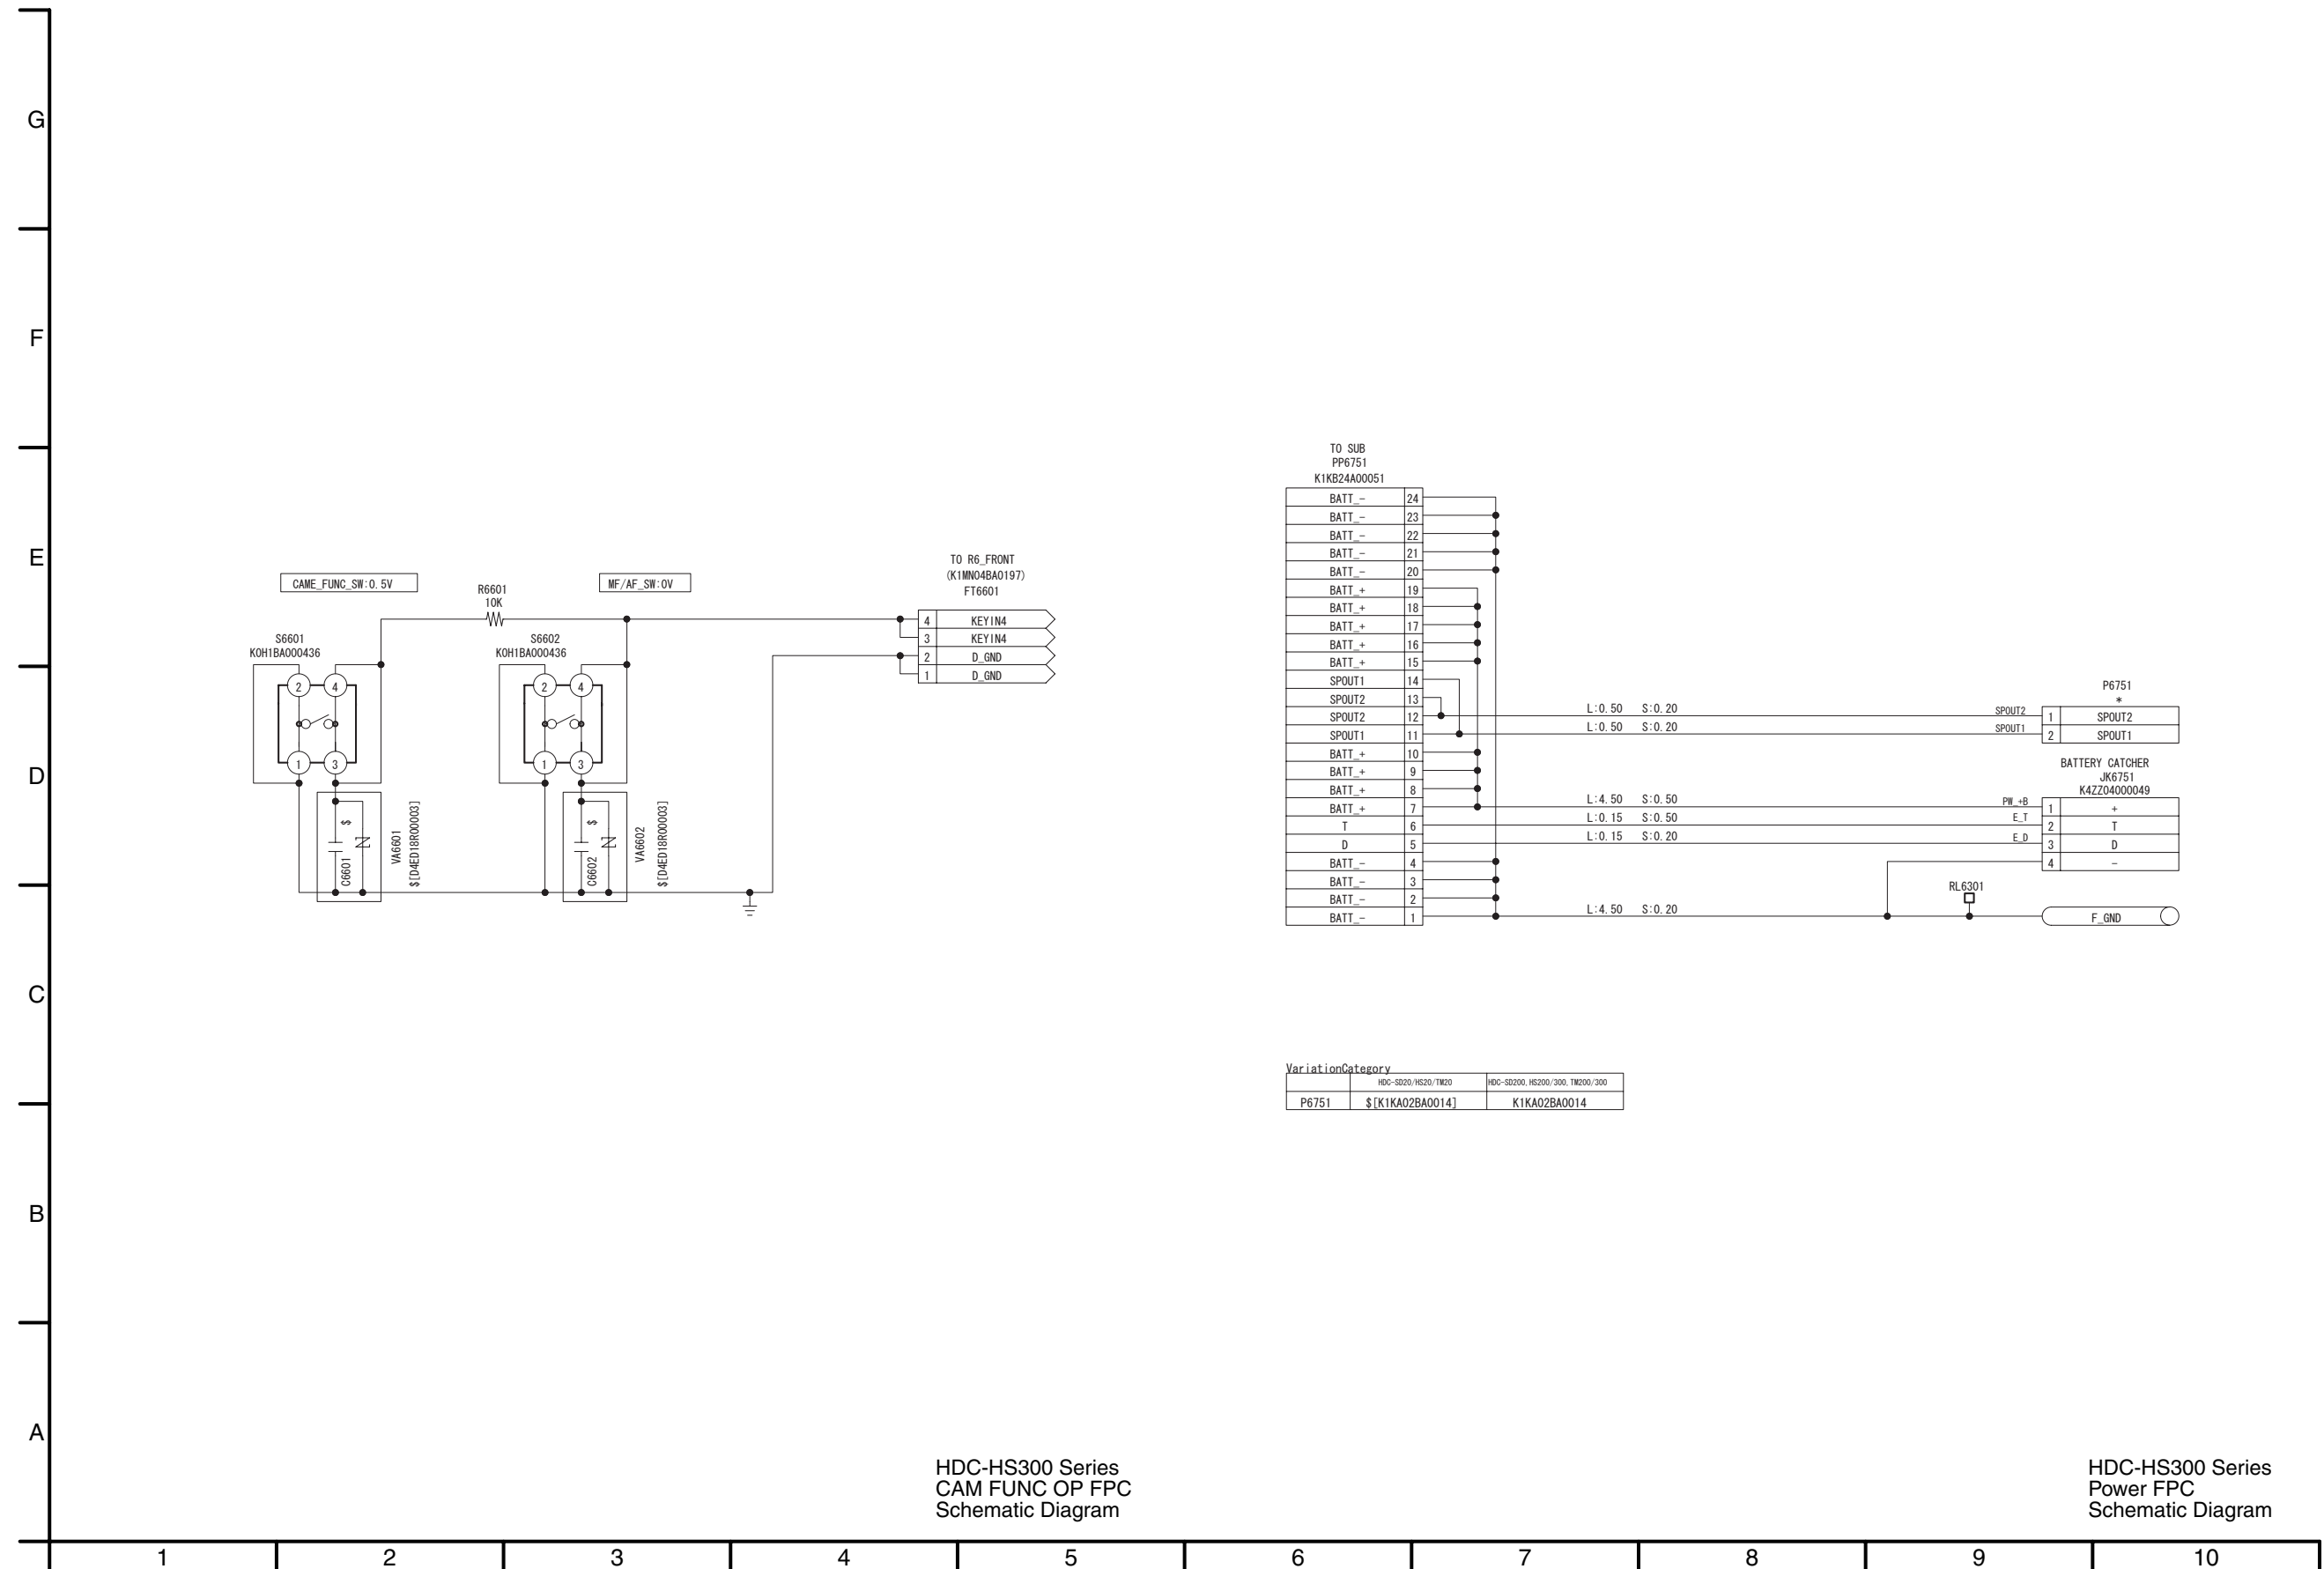 G
F
E
D
C
B
A
CAME_FUNC_SW:0.5V
R6601
10K
MF/AF_SW:0V
S6601
K0H1BA000436
S6602
K0H1BA000436
2
4
1
3
2
4
1
3
$
C6601
VA6601
$[D4ED18R00003]
$
C6602
VA6602
$[D4ED18R00003]
TO R6_FRONT
(K1MN04BA0197)
FT6601
4 KEYIN4
3 KEYIN4
2 D_GND
1 D_GND
TO SUB
PP6751
K1KB24A00051
BATT_- 24
BATT_- 23
BATT_- 22
BATT_- 21
BATT_- 20
BATT_+ 19
BATT_+ 18
BATT_+ 17
BATT_+ 16
BATT_+ 15
SPOUT1 14
SPOUT2 13
SPOUT2 12
SPOUT1 11
BATT_+ 10
BATT_+ 9
BATT_+ 8
BATT_+ 7
T 6
D 5
BATT_- 4
BATT_- 3
BATT_- 2
BATT_- 1
L:0.50 S:0.20
L:0.50 S:0.20
L:4.50 S:0.50
L:0.15 S:0.50
L:0.15 S:0.20
L:4.50 S:0.20
SPOUT2
SPOUT1
PW_+B
E_T
E_D
P6751
*
1 SPOUT2
2 SPOUT1
BATTERY CATCHER
JK6751
K4ZZ04000049
1 +
2 T
3 D
4 -
RL6301
F_GND
VariationCategory
HDC-SD20/HS20/TM20 HDC-SD200,HS200/300,TM200/300
P6751 $[K1KA02BA0014] K1KA02BA0014
HDC-HS300 Series
CAM FUNC OP FPC
Schematic Diagram
HDC-HS300 Series
Power FPC
Schematic Diagram
1 2 3 4 5 6 7 8 9 10